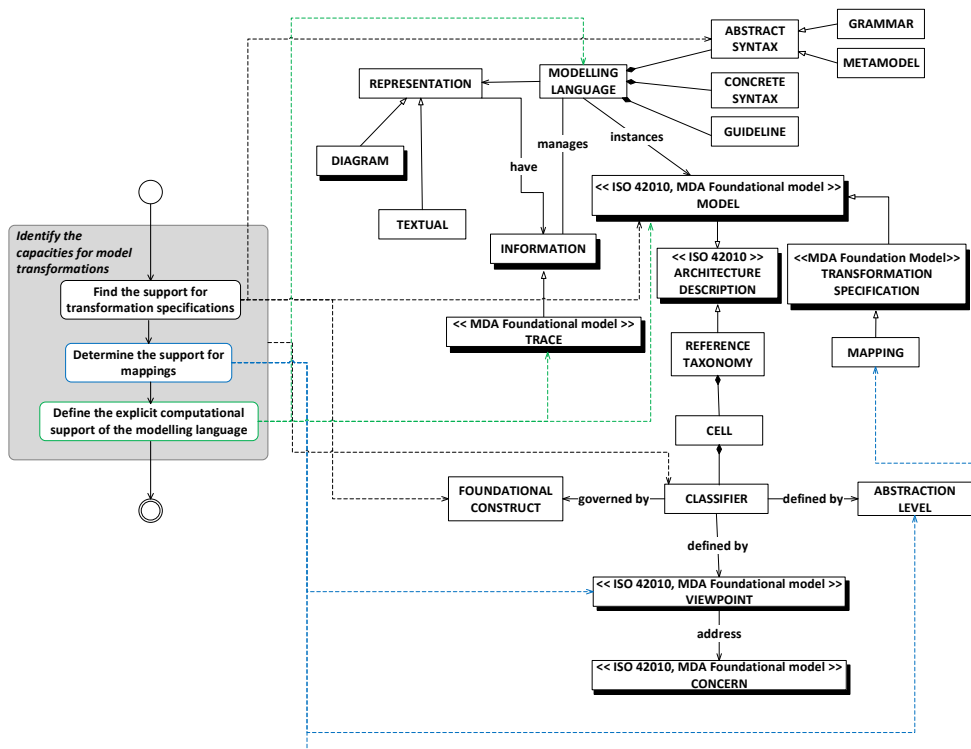 Identify the
capacities for model
transformations
Find the support for
transformation specifications
Determine the support for
mappings
Define the explicit computational
support of the modelling language
REPRESENTATION
MODELLING
LANGUAGE
ABSTRACT
SYNTAX
GRAMMAR
METAMODEL
CONCRETE
SYNTAX
GUIDELINE
DIAGRAM
TEXTUAL
have
manages
instances
INFORMATION
<< MDA Foundational model >>
TRACE
<< ISO 42010, MDA Foundational model >>
MODEL
<< ISO 42010 >>
ARCHITECTURE
DESCRIPTION
<<MDA Foundation Model>>
TRANSFORMATION
SPECIFICATION
REFERENCE
TAXONOMY
MAPPING
CELL
FOUNDATIONAL
CONSTRUCT
governed by
CLASSIFIER
defined by
ABSTRACTION
LEVEL
defined by
<< ISO 42010, MDA Foundational model >>
VIEWPOINT
address
<< ISO 42010, MDA Foundational model >>
CONCERN